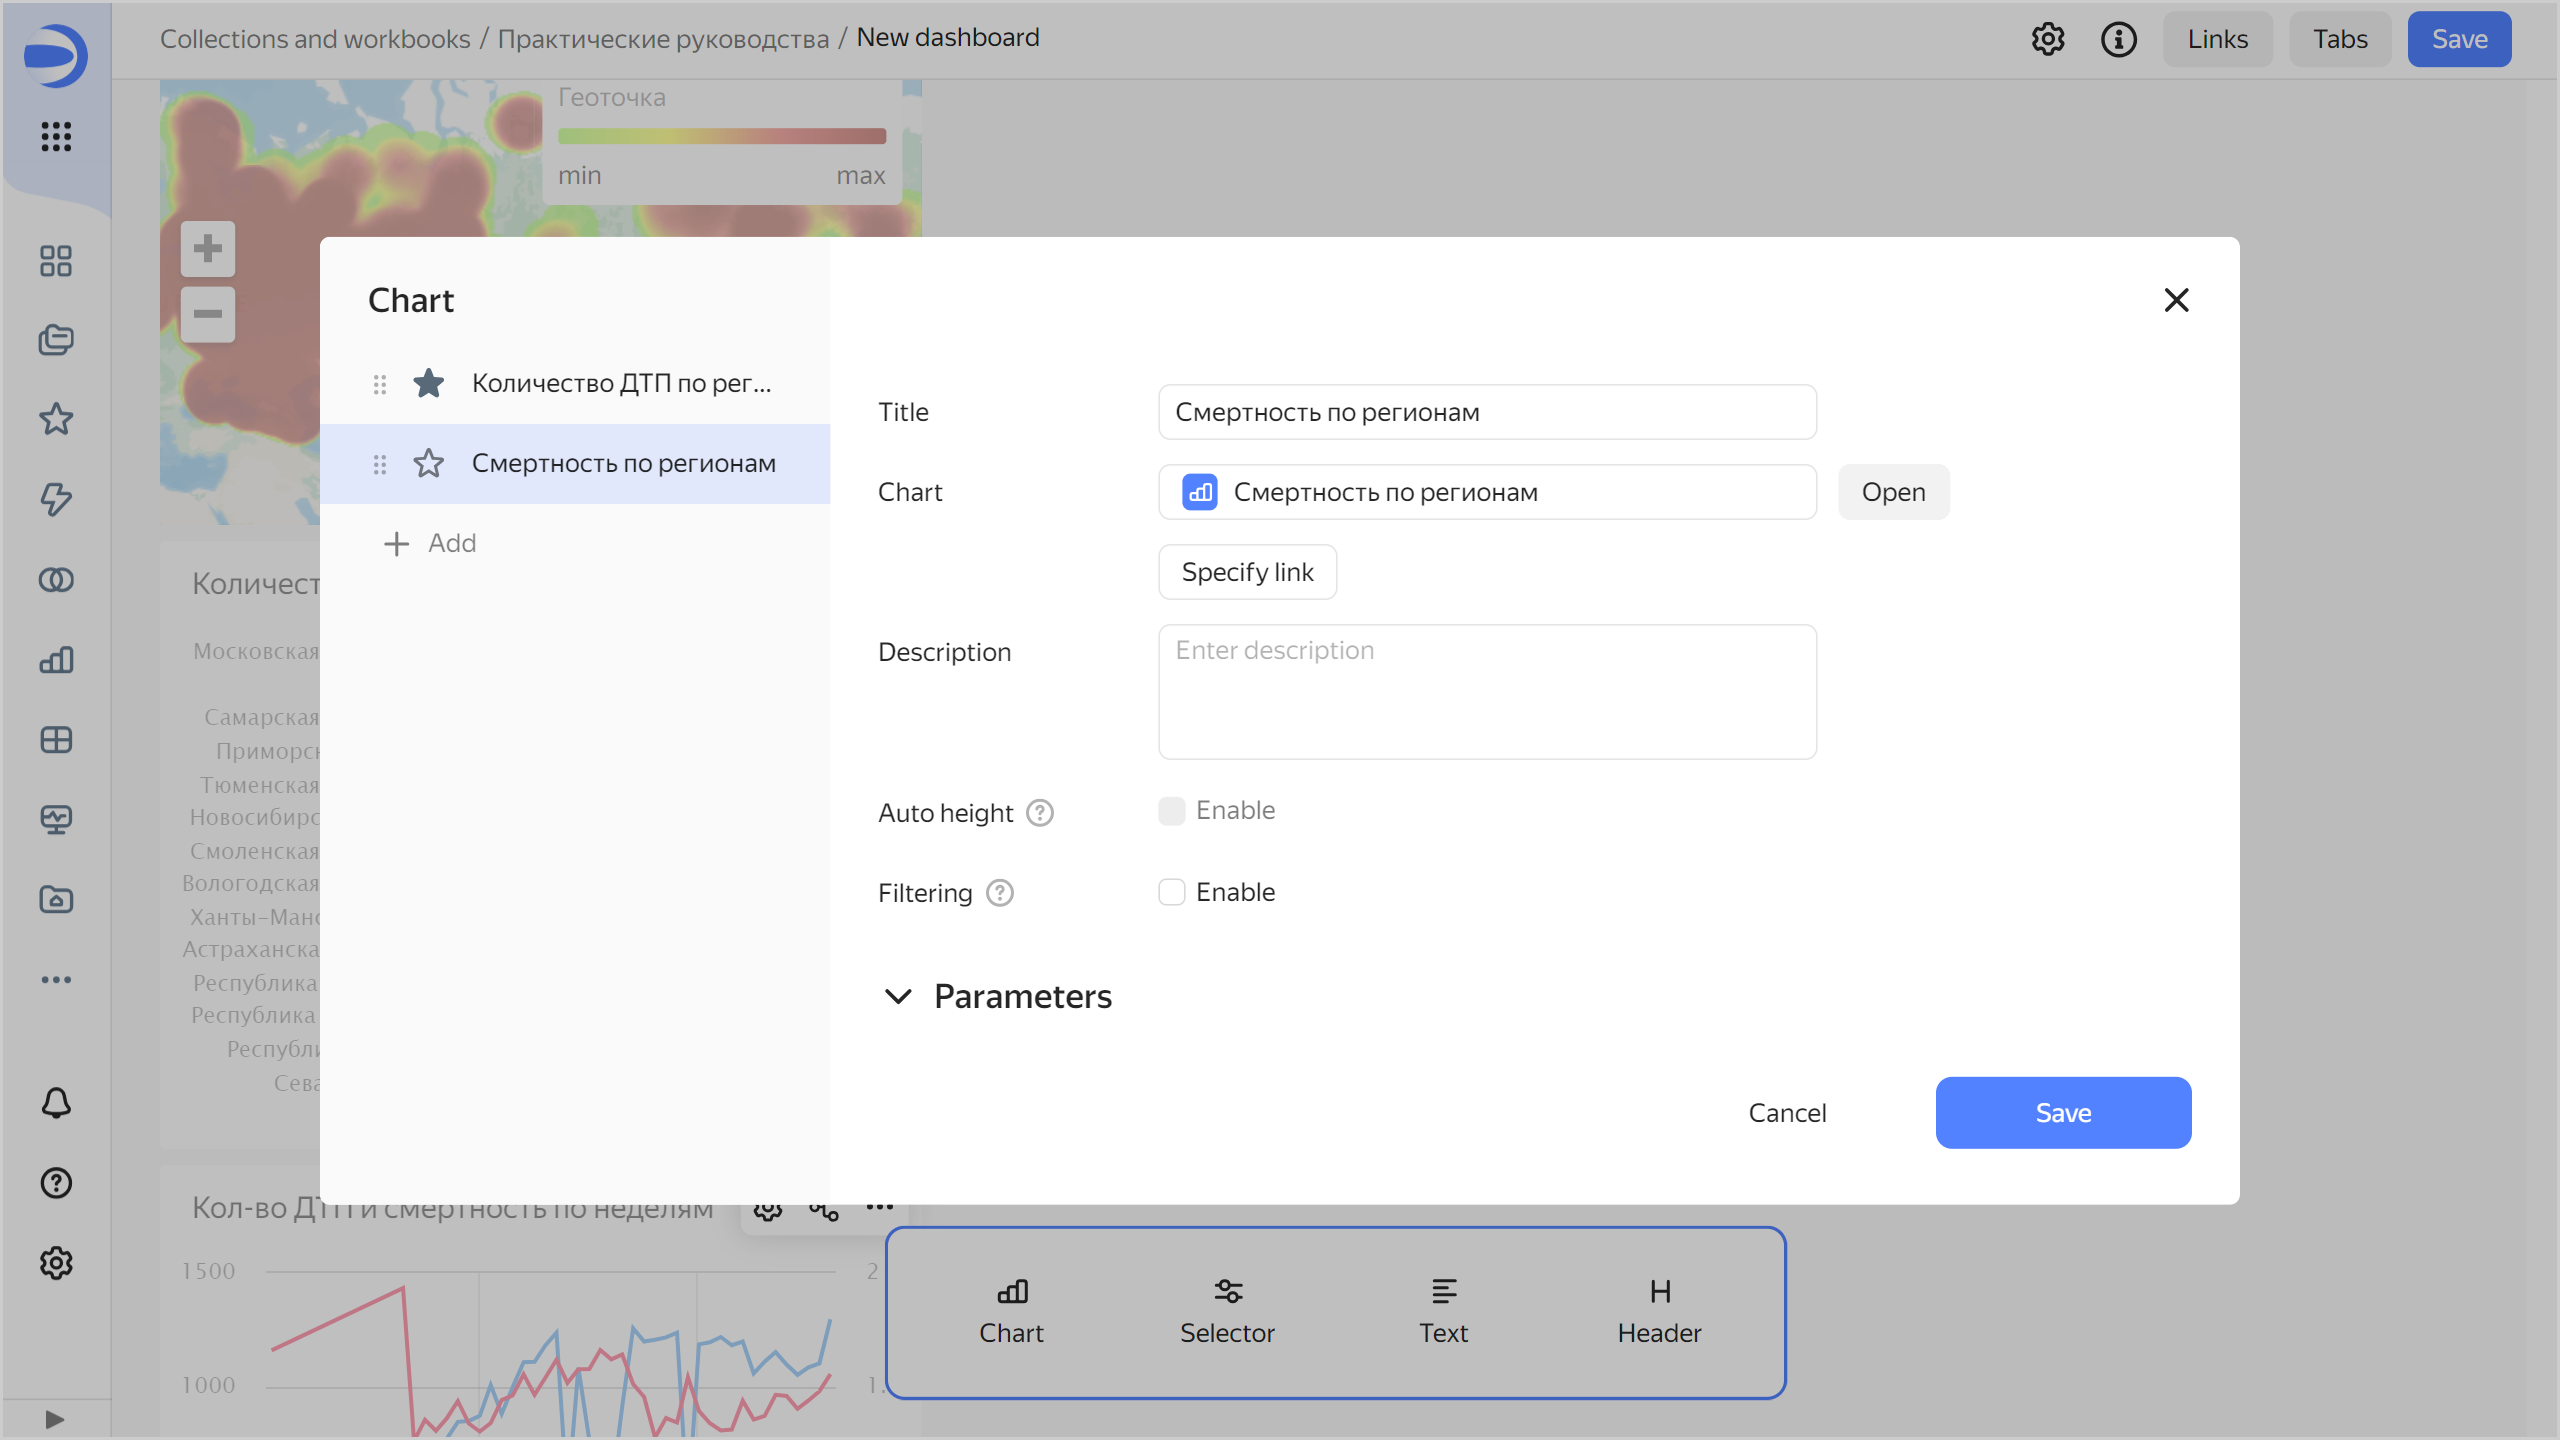 Collections and workbooks / Практические руководства / New dashboard
Links
Tabs
Save
Геоточка
min
max
Chart
Количество ДТП по рег...
Смертность по регионам
Add
Title
Смертность по регионам
Chart
Смертность по регионам
Open
Specify link
Description
Enter description
Auto height
Enable
Filtering
Enable
Parameters
Cancel
Save
Количест
Московская
Самарская
Приморск
Тюменская
Новосибирс
Смоленская
Вологодская
Ханты-Манс
Астраханска
Республика
Республика
Республи
Сева
Кол-во ДТП и смертность по неделям
1500
2
1000
1.
Chart
Selector
Text
Header